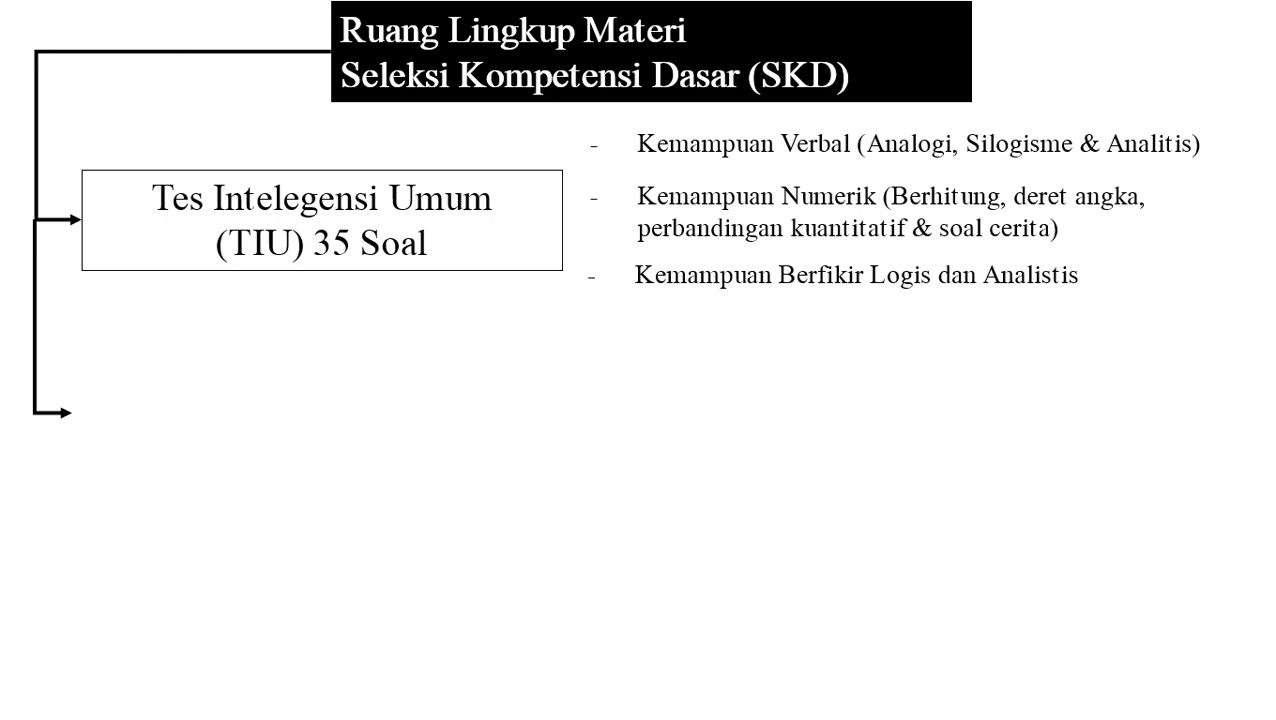 Ruang Lingkup Materi
Seleksi Kompetensi Dasar (SKD)
Tes Intelegensi Umum
(TIU) 35 Soal
- Kemampuan Verbal (Analogi, Silogisme & Analitis)
- Kemampuan Numerik (Berhitung, deret angka,
perbandingan kuantitatif & soal cerita)
- Kemampuan Berfikir Logis dan Analistis